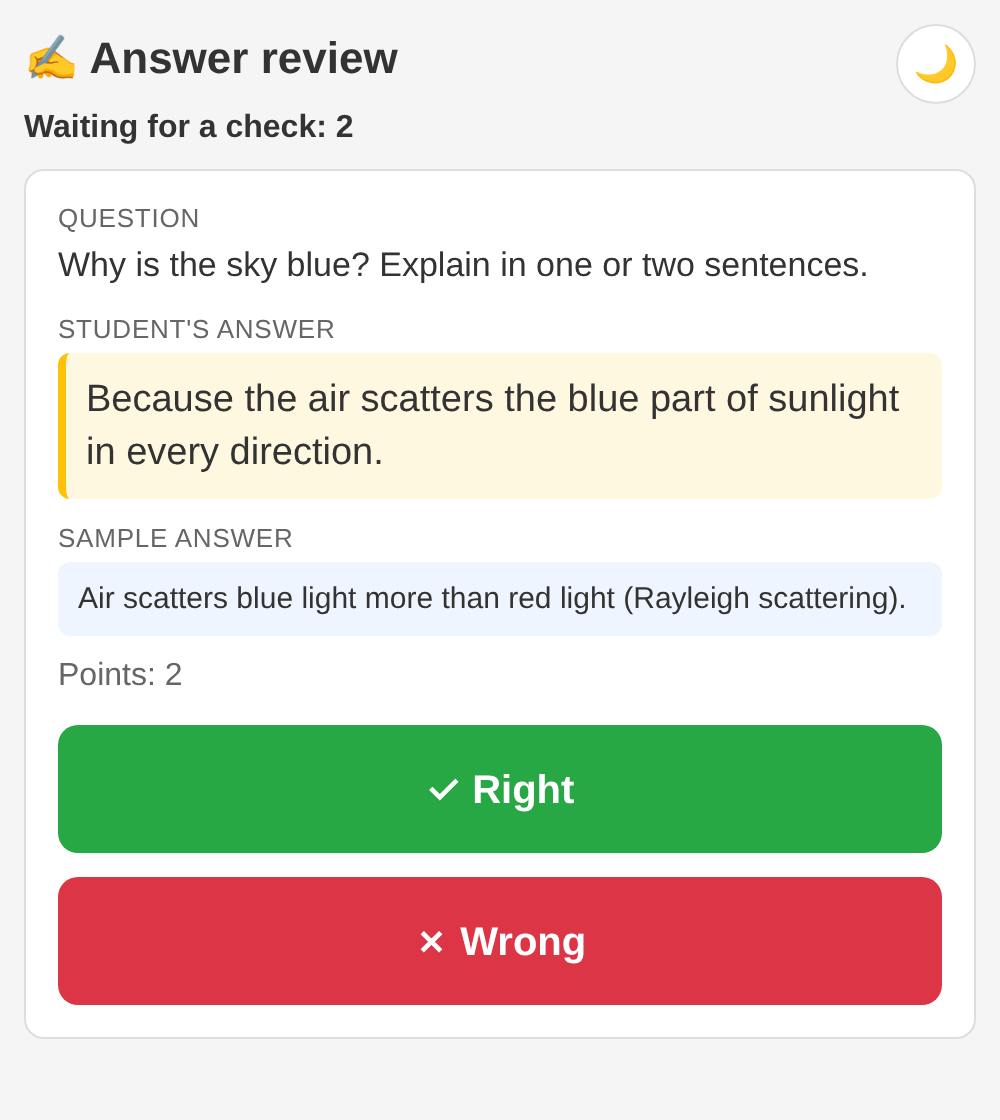 ✍️ Answer review
🌙
Waiting for a check: 2
QUESTION
Why is the sky blue? Explain in one or two sentences.
STUDENT'S ANSWER
Because the air scatters the blue part of sunlight
in every direction.
SAMPLE ANSWER
Air scatters blue light more than red light (Rayleigh scattering).
Points: 2
✓ Right
✕ Wrong